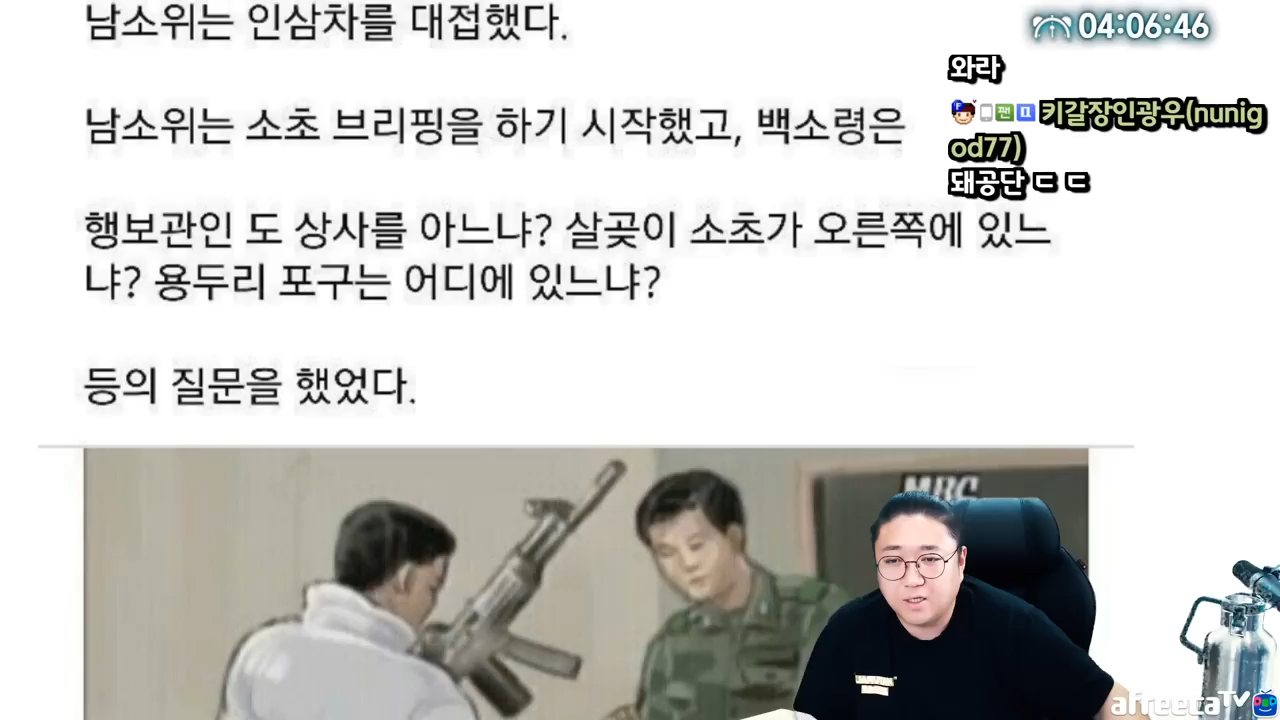 남소위는 인삼차를 대접했다.
04:06:46
와라
키갈장인광우(nunig
od77)
돼공단 ㄷ ㄷ
남소위는 소초 브리핑을 하기 시작했고, 백소령은
행보관인 도 상사를 아느냐? 살곶이 소초가 오른쪽에 있느
냐? 용두리 포구는 어디에 있느냐?
등의 질문을 했었다.
MBC
afreecaTV